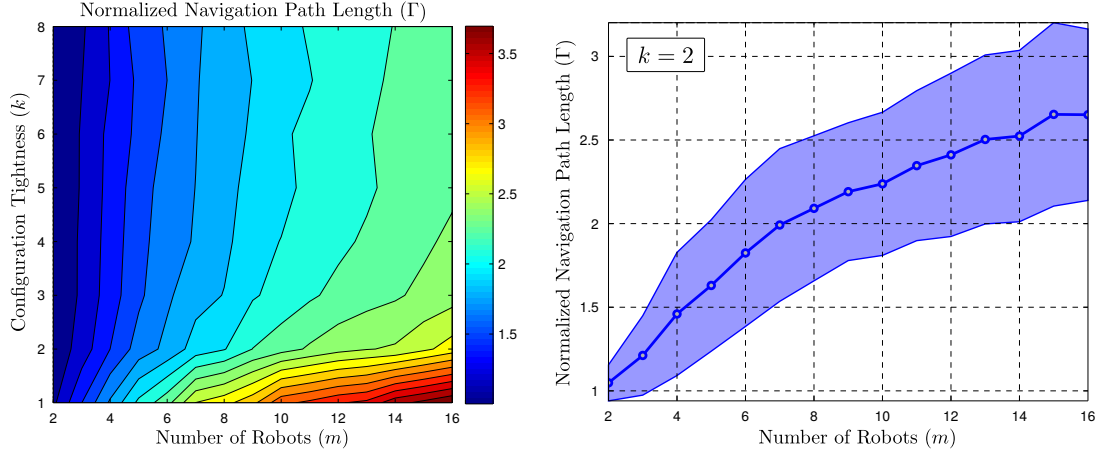 Normalized Navigation Path Length (Γ)
Configuration Tightness (k)
8
7
6
5
4
3
2
1
2 4 6 8 10 12 14 16
Number of Robots (m)
3.5
3
2.5
2
1.5
Normalized Navigation Path Length (Γ)
k = 2
3
2.5
2
1.5
1
2 4 6 8 10 12 14 16
Number of Robots (m)